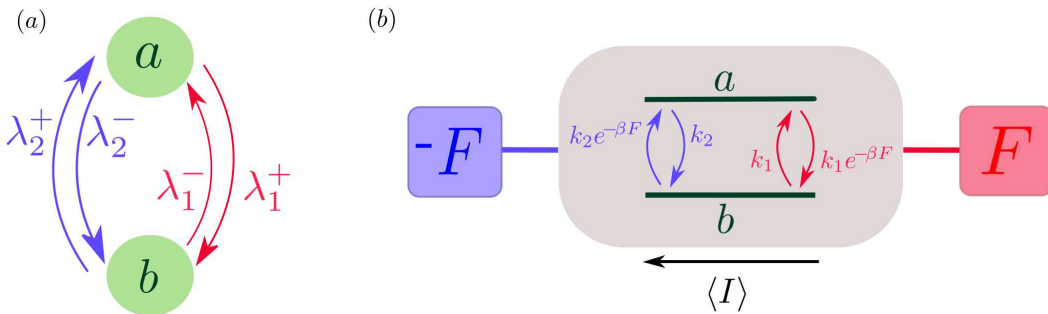 (a)
a
λ₂⁺
λ₂⁻
λ₁⁻
λ₁⁺
b
(b)
-F
a
k₂e^{-βF}
k₂
k₁
k₁e^{-βF}
b
F
⟨I⟩